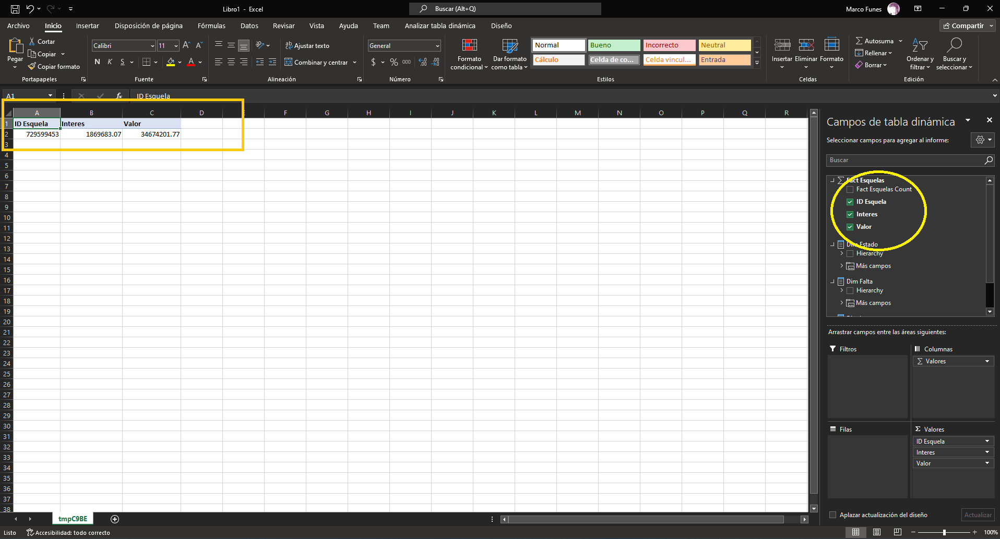 Libro1 - Excel
Buscar (Alt+Q)
Marco Funes
Archivo
Inicio
Insertar
Disposición de página
Fórmulas
Datos
Revisar
Vista
Ayuda
Team
Analizar tabla dinámica
Diseño
Compartir
Pegar
Cortar
Copiar
Copiar formato
Portapapeles
Calibri
11
N K S
Fuente
Ajustar texto
Combinar y centrar
Alineación
General
$ % 000
Número
Formato
condicional
Dar formato
como tabla
Normal
Bueno
Incorrecto
Neutral
Cálculo
Celda de co...
Celda vincul...
Entrada
Estilos
Insertar
Eliminar
Formato
Celdas
Autosuma
Rellenar
Borrar
Ordenar y
filtrar
Buscar y
seleccionar
Edición
A1
fx
ID Esquela
A B C D E F G H I J K L M N O P Q R
1 ID Esquela Interes Valor
2 729599453 1869683.07 34674201.77
3
4
5
6
7
8
9
10
11
12
13
14
15
16
17
18
19
20
21
22
23
24
25
26
27
28
29
30
31
32
33
34
35
36
37
38
Campos de tabla dinámica
Seleccionar campos para agregar al informe:
Buscar
Fact Esquelas
Fact Esquelas Count
ID Esquela
Interes
Valor
Dim Estado
Hierarchy
Más campos
Dim Falta
Hierarchy
Más campos
Arrastrar campos entre las áreas siguientes:
Filtros
Columnas
Valores
Filas
Valores
ID Esquela
Interes
Valor
Aplazar actualización del diseño
Actualizar
tmpC9BE
Listo
Accesibilidad: todo correcto
100%